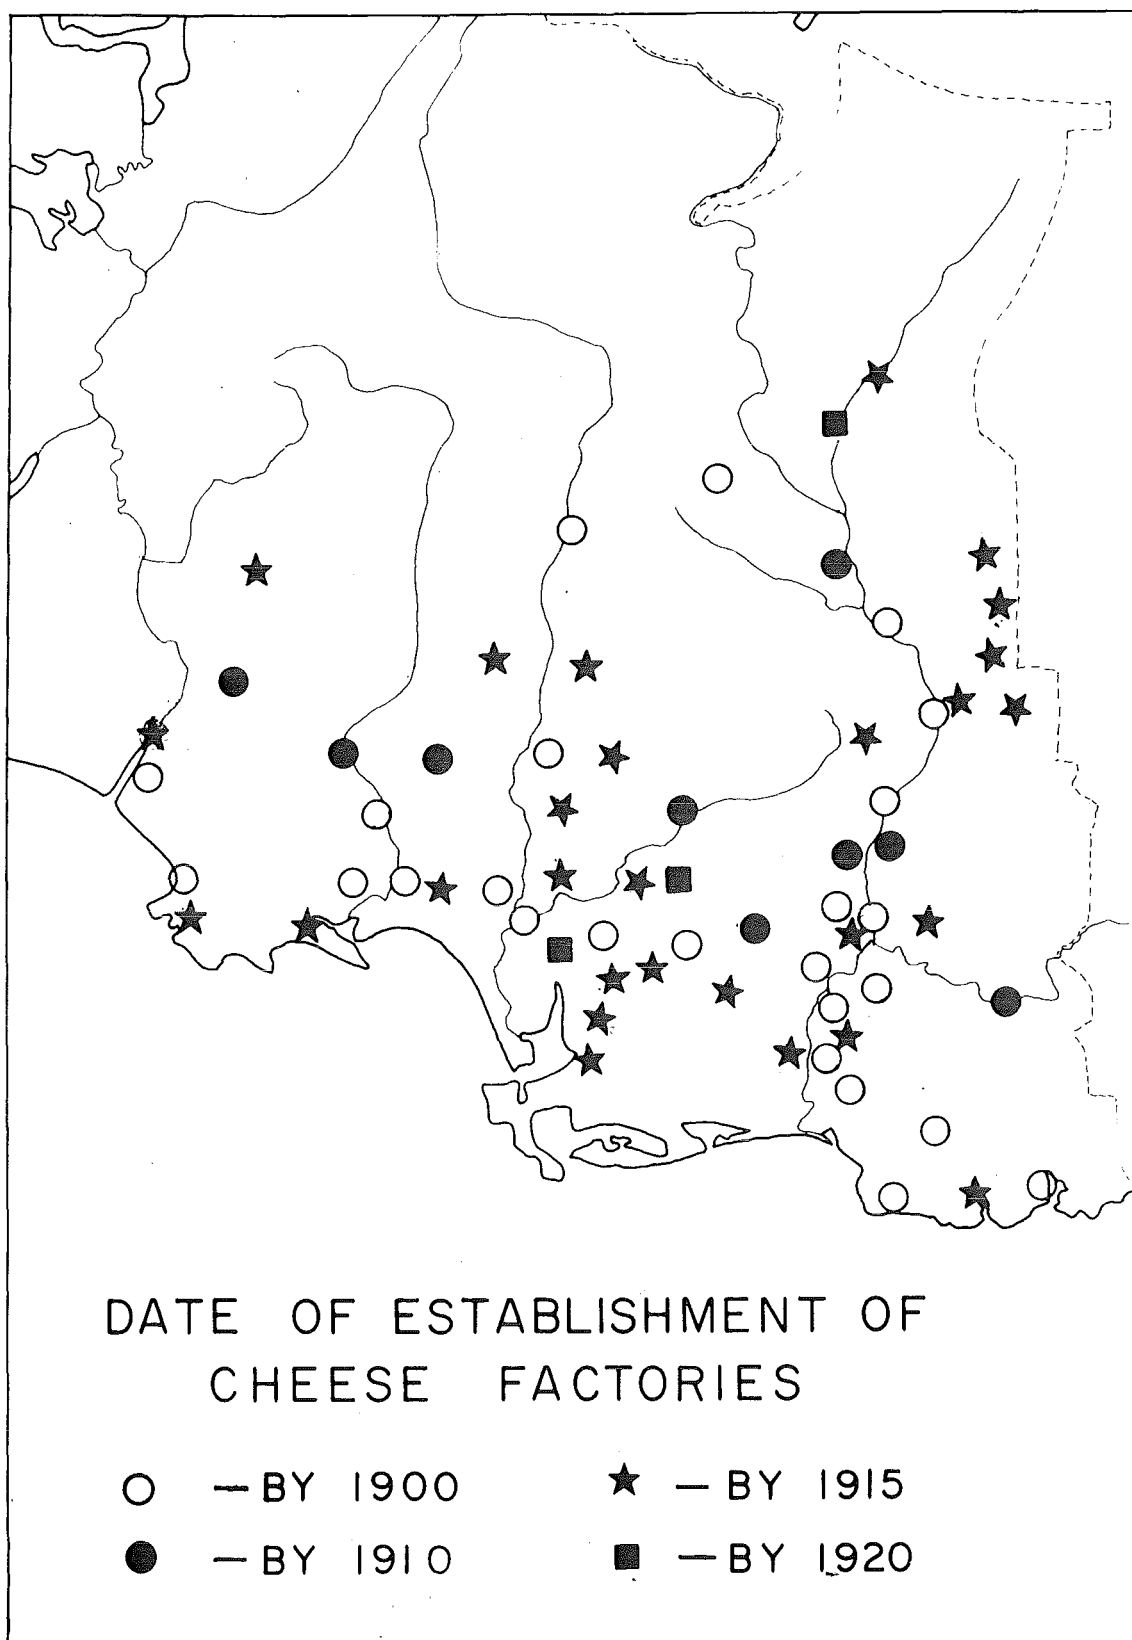 DATE OF ESTABLISHMENT OF
CHEESE FACTORIES
—BY 1900
—BY 1915
—BY 1910
—BY 1920